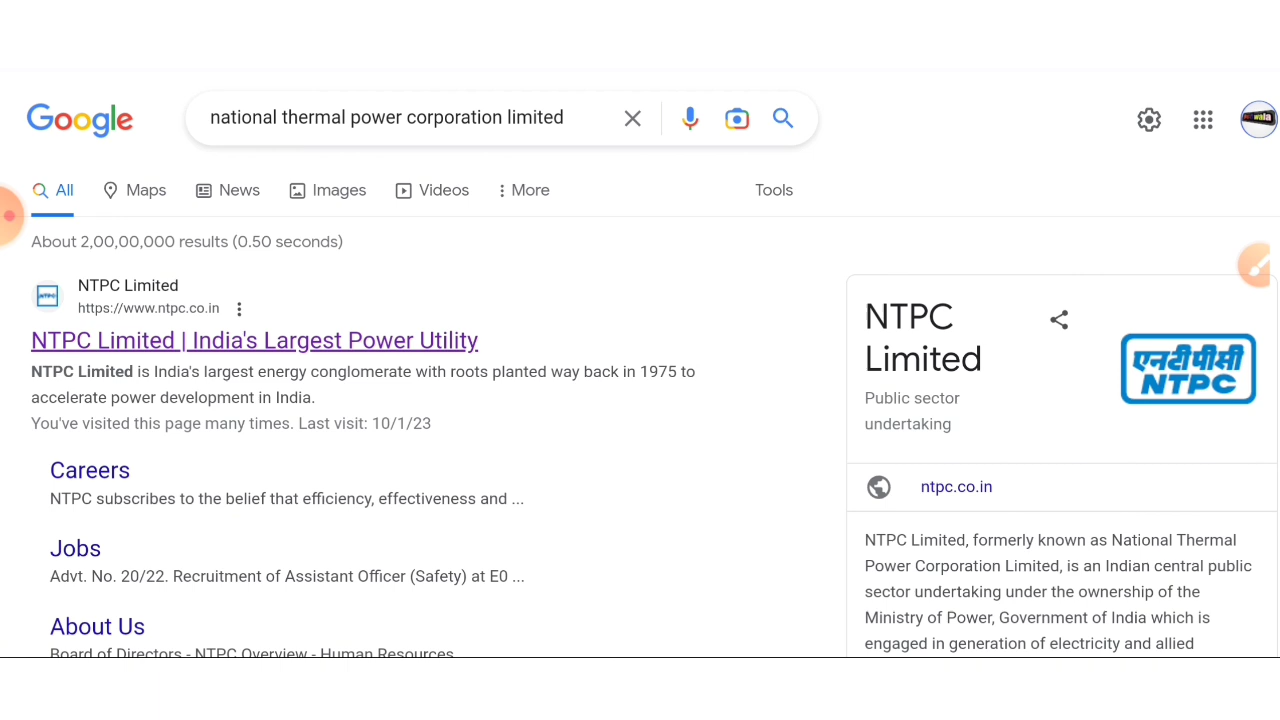 Google
national thermal power corporation limited
All
Maps
News
Images
Videos
More
Tools
About 2,00,00,000 results (0.50 seconds)
NTPC Limited
https://www.ntpc.co.in
NTPC Limited | India's Largest Power Utility
NTPC Limited is India's largest energy conglomerate with roots planted way back in 1975 to
accelerate power development in India.
You've visited this page many times. Last visit: 10/1/23
Careers
NTPC subscribes to the belief that efficiency, effectiveness and ...
Jobs
Advt. No. 20/22. Recruitment of Assistant Officer (Safety) at E0 ...
About Us
Board of Directors - NTPC Overview - Human Resources
NTPC
Limited
Public sector
undertaking
एनटीपीसी
NTPC
ntpc.co.in
NTPC Limited, formerly known as National Thermal
Power Corporation Limited, is an Indian central public
sector undertaking under the ownership of the
Ministry of Power, Government of India which is
engaged in generation of electricity and allied